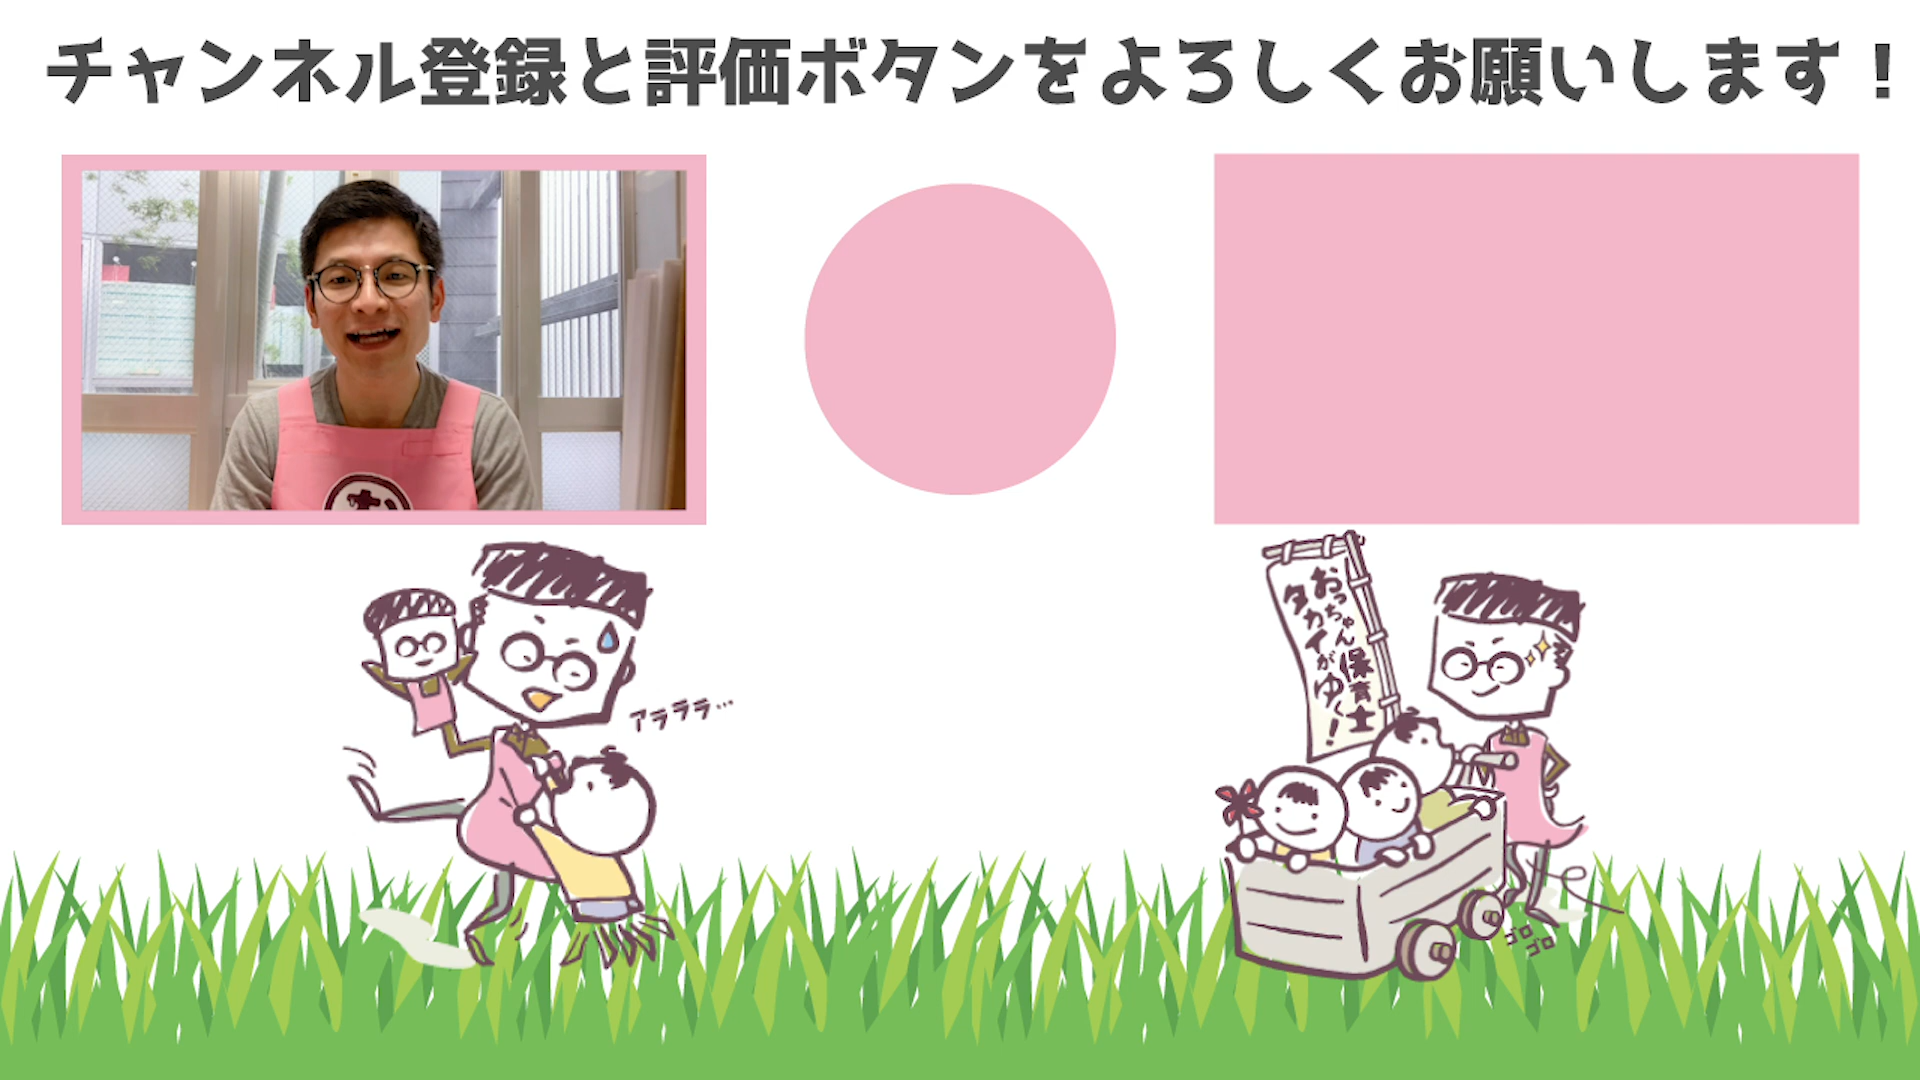 チャンネル登録と評価ボタンをよろしくお願いします！
アラララ…
おっちゃん保育士
タカイがゆく！
ゴロ
ゴロ